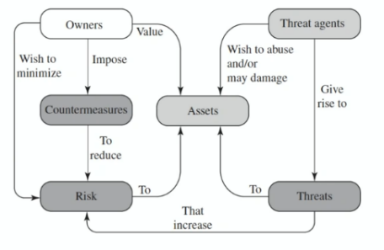 Owners
Value
Threat agents
Wish to
minimize
Impose
Wish to abuse
and/or
may damage
Give
rise to
Countermeasures
Assets
To
reduce
Risk
To
To
Threats
That
increase